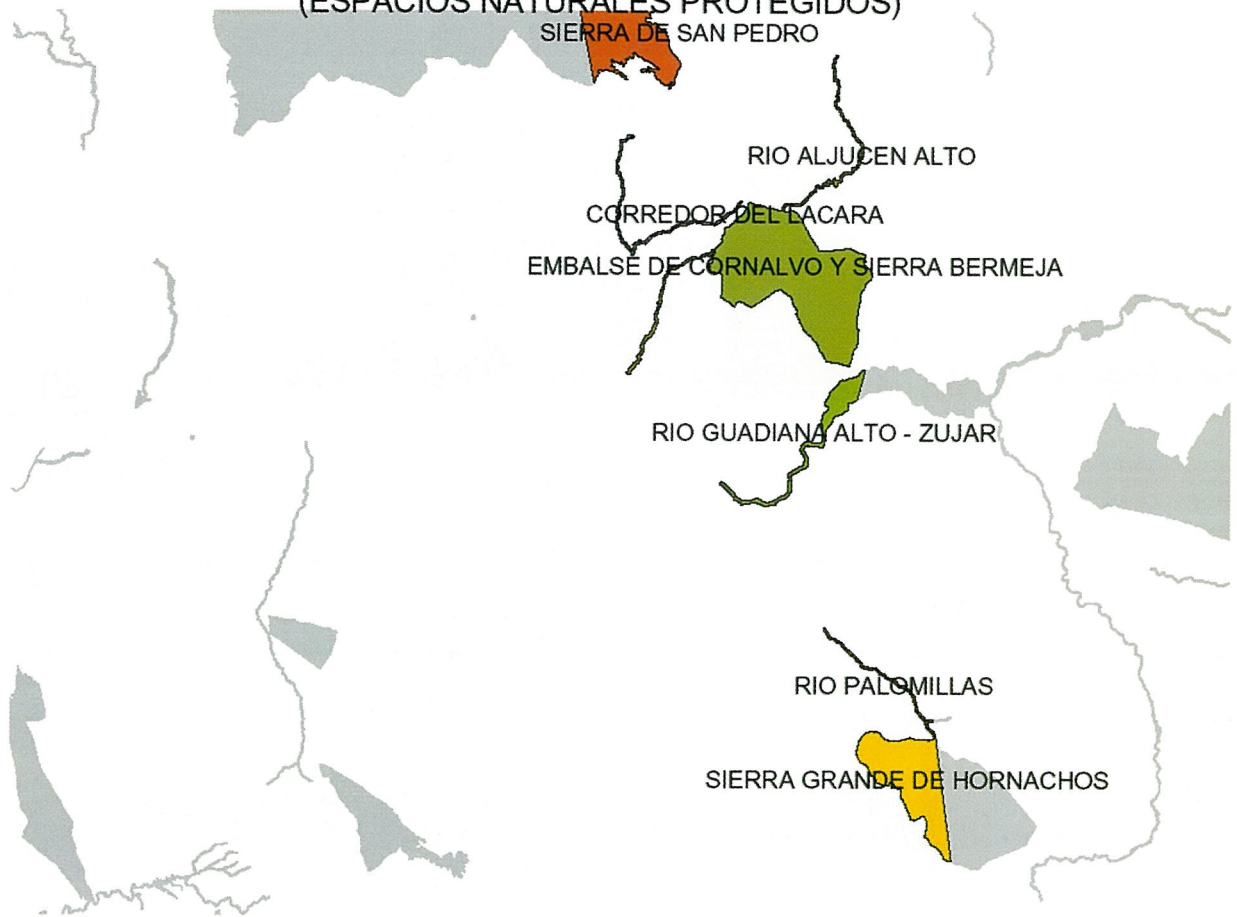 (ESPACIOS NATURALES PROTEGIDOS)
SIERRA DE SAN PEDRO
RIO ALJUCEN ALTO
CORREDOR DEL LACARA
EMBALSE DE CORNALVO Y SIERRA BERMEJA
RIO GUADIANA ALTO - ZUJAR
RIO PALOMILLAS
SIERRA GRANDE DE HORNACHOS